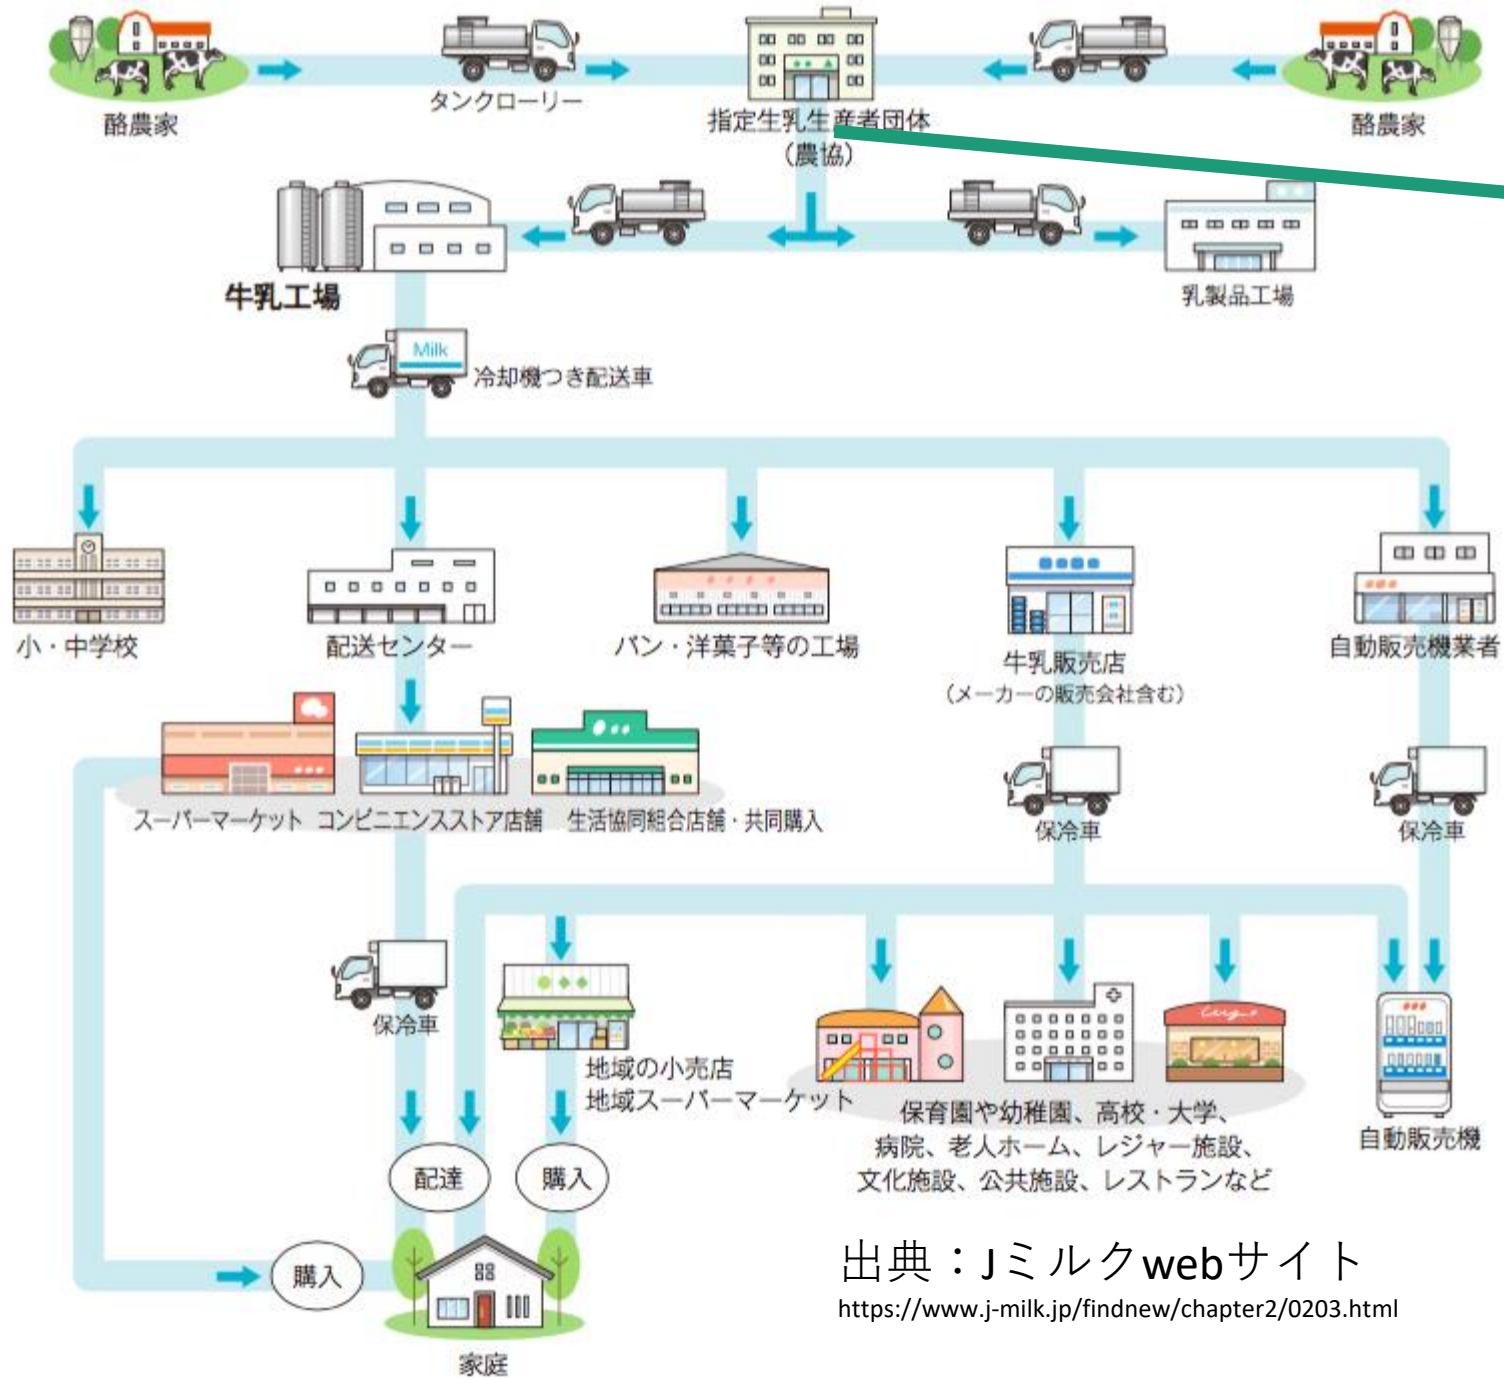 酪農家
タンクローリー
指定生乳生産者団体
（農協）
酪農家
牛乳工場
乳製品工場
Milk
冷却機つき配送車
小・中学校
配送センター
パン・洋菓子等の工場
牛乳販売店
（メーカーの販売会社含む）
自動販売機業者
スーパーマーケット
コンビニエンスストア店舗
生活協同組合店舗・共同購入
保冷車
保冷車
保冷車
地域の小売店
地域スーパーマーケット
保育園や幼稚園、高校・大学、
病院、老人ホーム、レジャー施設、
文化施設、公共施設、レストランなど
自動販売機
配達
購入
購入
家庭
出典：Jミルクwebサイト
https://www.j-milk.jp/findnew/chapter2/0203.html